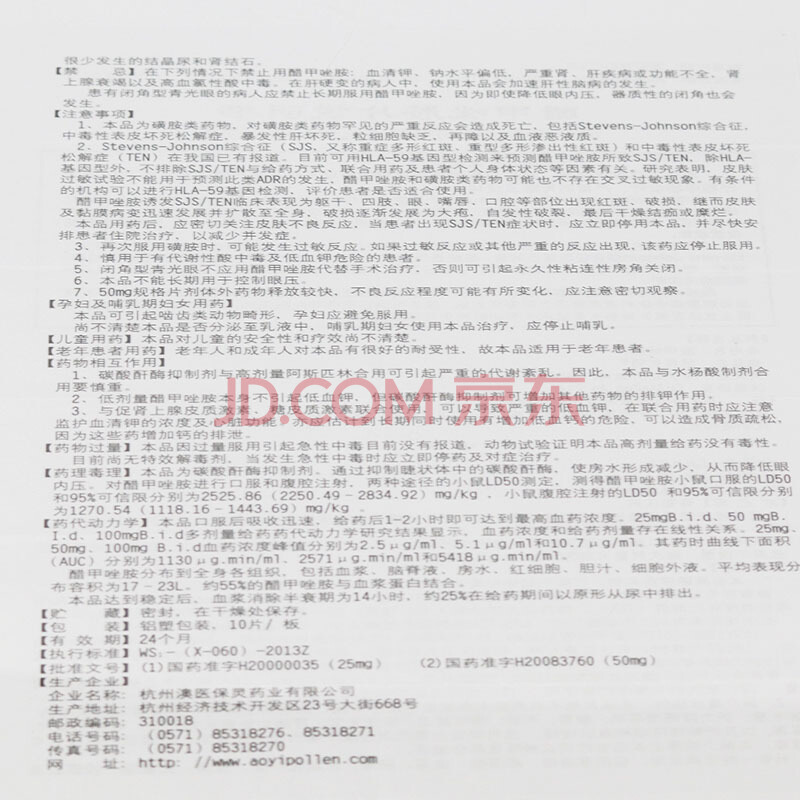 很少发生的结晶尿和肾结石。
【禁 忌】在下列情况下禁止用醋甲唑胺：血清钾、钠水平偏低，严重肾、肝疾病或功能不全，肾
上腺衰竭以及高血氯性酸中毒。在肝硬变的病人中，使用本品会加速肝性脑病的发生。
患有闭角型青光眼的病人应禁止长期服用醋甲唑胺，因为即使降低眼内压，器质性的闭角也会
发生。
【注意事项】
1、本品为磺胺类药物，对磺胺类药物罕见的严重反应会造成死亡，包括Stevens-Johnson综合征，
中毒性表皮坏死松解症，暴发性肝坏死，粒细胞缺乏，再障以及血液恶液质。
2、Stevens-Johnson综合征（SJS，又称重症多形红斑、重型多形渗出性红斑）和中毒性表皮坏死
松解症（TEN）在我国已有报道。目前可用HLA-59基因型检测来预测醋甲唑胺所致SJS/TEN，除HLA-
基因型外，不排除SJS/TEN与给药方式、联合用药及患者个人身体状态等因素有关。研究表明，皮肤
过敏试验不能用于预测此类ADR的发生，醋甲唑胺和磺胺类药物可能也不存在交叉过敏现象。有条件
的机构可以进行HLA-59基因检测，评价患者是否适合使用。
醋甲唑胺诱发SJS/TEN临床表现为躯干、四肢、眼、嘴唇、口腔等部位出现红斑、破损，继而皮肤
及黏膜病变迅速发展并扩散至全身，破损逐渐发展为大疱，自发性破裂，最后干燥结痂或糜烂。
本品用药后，应密切关注皮肤不良反应，当患者出现SJS/TEN症状时，应立即停用本品，并尽快安
排患者住院治疗，以减少并发症。
3、再次服用磺胺时，可能发生过敏反应。如果过敏反应或其他严重的反应出现，该药应停止服用。
4、慎用于有代谢性酸中毒及低血钾危险的患者。
5、闭角型青光眼不应用醋甲唑胺代替手术治疗，否则可引起永久性粘连性房角关闭。
6、本品不能长期用于控制眼压。
7、50mg规格片剂体外药物释放较快，不良反应程度可能有所变化，应注意密切观察。
【孕妇及哺乳期妇女用药】
本品可引起啮齿类动物畸形，孕妇应避免服用。
尚不清楚本品是否分泌至乳液中，哺乳期妇女使用本品治疗，应停止哺乳。
【儿童用药】本品对儿童的安全性和疗效尚不清楚。
【老年患者用药】老年人和成年人对本品有很好的耐受性，故本品适用于老年患者。
【药物相互作用】
1、碳酸酐酶抑制剂与高剂量阿斯匹林合用可引起严重的代谢紊乱。因此，本品与水杨酸制剂合
用要慎重。
2、低剂量醋甲唑胺本身不引起低血钾，但碳酸酐酶抑制剂可增加其他药物的排钾作用。
3、与促肾上腺皮质激素、糖皮质激素联合使用，可以导致严重的低血钾，在联合用药时应注意
监护血清钾的浓度及心脏功能。亦应估计到长期同时使用有增加低血钙的危险，可以造成骨质疏松，
因为这些药增加钙的排泄。
【药物过量】本品因过量服用引起急性中毒目前没有报道，动物试验证明本品高剂量给药没有毒性。
目前尚无特效解毒剂，当发生急性中毒时应立即停药及对症治疗。
【药理毒理】本品为碳酸酐酶抑制剂。通过抑制睫状体中的碳酸酐酶，使房水形成减少，从而降低眼
内压。对醋甲唑胺进行口服和腹腔注射，两种途径的小鼠LD50测定，测得醋甲唑胺小鼠口服的LD50
和95%可信限分别为2525.86（2250.49-2834.92）mg/kg，小鼠腹腔注射的LD50 和95%可信限分别
为1270.54（1118.16-1443.69）mg/kg 。
【药代动力学】本品口服后吸收迅速，给药后1-2小时即可达到最高血药浓度。25mgB.i.d、50 mgB.
I.d、100mgB.i.d多剂量给药药代动力学研究结果显示，血药浓度和给药剂量存在线性关系。25mg、
50mg、100mg B.i.d血药浓度峰值分别为2.5μg/ml、5.1μg/ml和10.7μg/ml。其药时曲线下面积
（AUC）分别为1130μg.min/ml、2571μg.min/ml和5418μg.min/ml。
醋甲唑胺分布到全身各组织，包括血浆、脑脊液、房水、红细胞、胆汁、细胞外液。平均表现分
布容积为17-23L。约55%的醋甲唑胺与血浆蛋白结合。
本品达到稳定后，血浆消除半衰期为14小时，约25%在给药期间以原形从尿中排出。
【贮 藏】密封，在干燥处保存。
【包 装】铝塑包装，10片/ 板
【有 效 期】24个月
【执行标准】WS₁-（X-060）-2013Z
【批准文号】(1)国药准字H20000035（25mg） (2)国药准字H20083760（50mg）
【生产企业】
企业名称：杭州澳医保灵药业有限公司
生产地址：杭州经济技术开发区23号大街668号
邮政编码：310018
电话号码：（0571）85318276、85318271
传真号码：（0571）85318270
网 址：http: //www.aoyipollen.com
JD.COM 京东